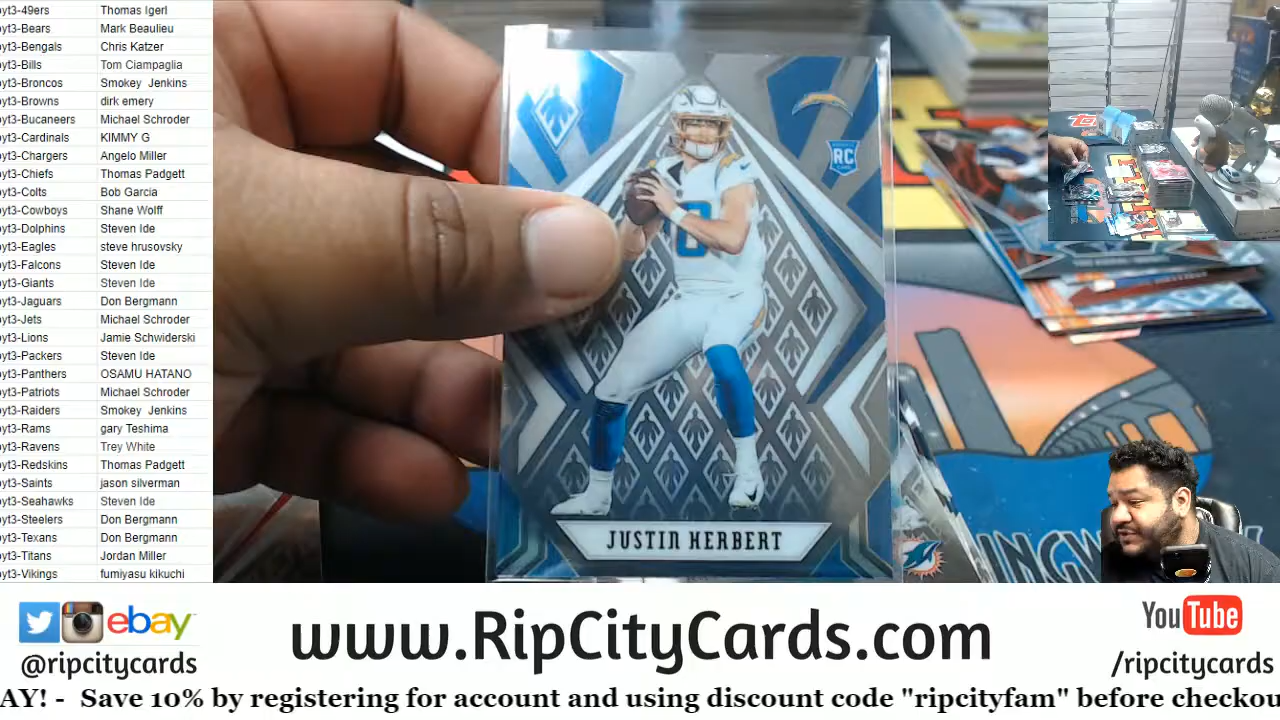 yt3-49ers Thomas Igerl
yt3-Bears Mark Beaulieu
yt3-Bengals Chris Katzer
yt3-Bills Tom Ciampaglia
yt3-Broncos Smokey Jenkins
yt3-Browns dirk emery
yt3-Bucaneers Michael Schroder
yt3-Cardinals KIMMY G
yt3-Chargers Angelo Miller
yt3-Chiefs Thomas Padgett
yt3-Colts Bob Garcia
yt3-Cowboys Shane Wolff
yt3-Dolphins Steven Ide
yt3-Eagles steve hrusovsky
yt3-Falcons Steven Ide
yt3-Giants Steven Ide
yt3-Jaguars Don Bergmann
yt3-Jets Michael Schroder
yt3-Lions Jamie Schwiderski
yt3-Packers Steven Ide
yt3-Panthers OSAMU HATANO
yt3-Patriots Michael Schroder
yt3-Raiders Smokey Jenkins
yt3-Rams gary Teshima
yt3-Ravens Trey White
yt3-Redskins Thomas Padgett
yt3-Saints jason silverman
yt3-Seahawks Steven Ide
yt3-Steelers Don Bergmann
yt3-Texans Don Bergmann
yt3-Titans Jordan Miller
yt3-Vikings fumiyasu kikuchi
RC
JUSTIN HERBERT
INGW
ebay
@ripcitycards
www.RipCityCards.com
YouTube
/ripcitycards
AY! - Save 10% by registering for account and using discount code "ripcityfam" before checkou